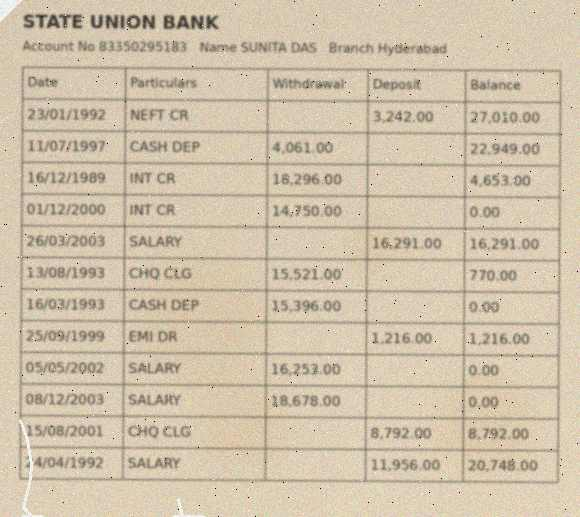 STATE UNION BANK
Account No 83350295183 Name SUNITA DAS Branch Hyderabad
Date Particulars Withdrawal Deposit Balance
23/01/1992 NEFT CR 3,242.00 27,010.00
11/07/1997 CASH DEP 4,061.00 22,949.00
16/12/1989 INT CR 18,296.00 4,653.00
01/12/2000 INT CR 14,750.00 0.00
26/03/2003 SALARY 16,291.00 16,291.00
13/08/1993 CHQ CLG 15,521.00 770.00
16/03/1993 CASH DEP 15,396.00 0.00
25/09/1999 EMI DR 1,216.00 1,216.00
05/05/2002 SALARY 16,253.00 0.00
08/12/2003 SALARY 18,678.00 0.00
15/08/2001 CHQ CLG 8,792.00 8,792.00
24/04/1992 SALARY 11,956.00 20,748.00